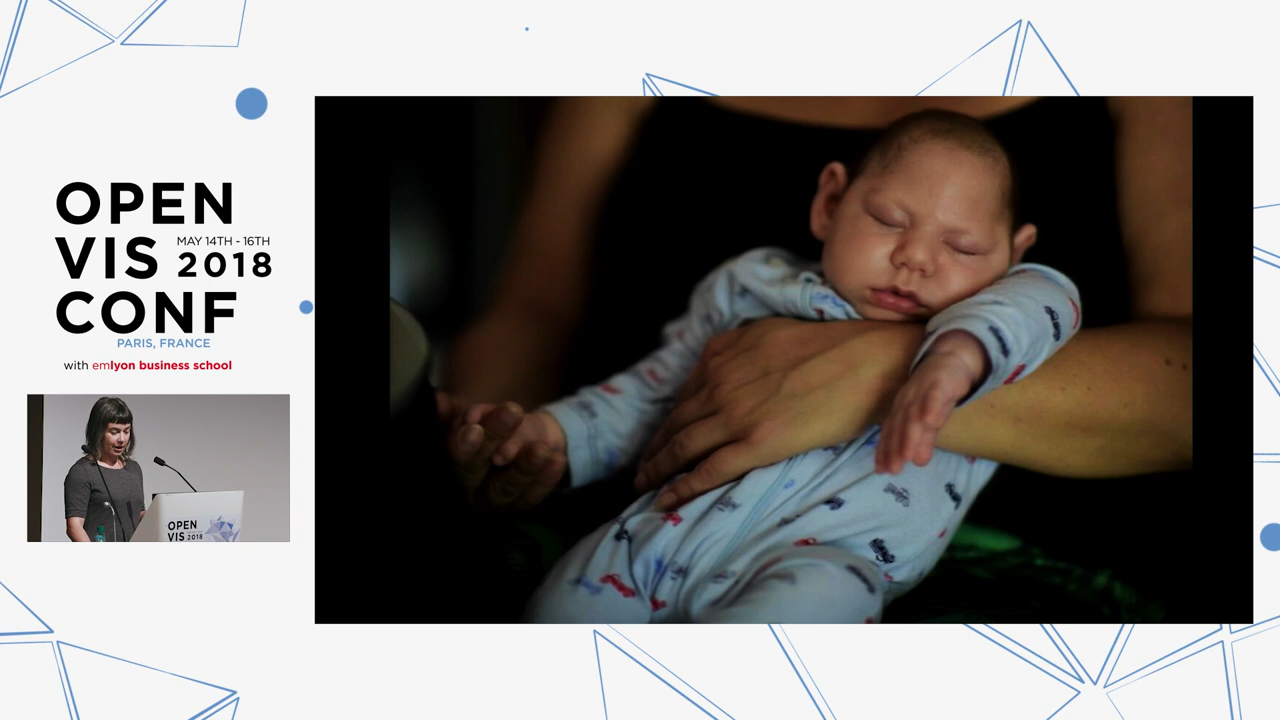 OPEN
VIS MAY 14TH - 16TH
2018
CONF
PARIS, FRANCE
with emlyon business school
OPEN
VIS 2018